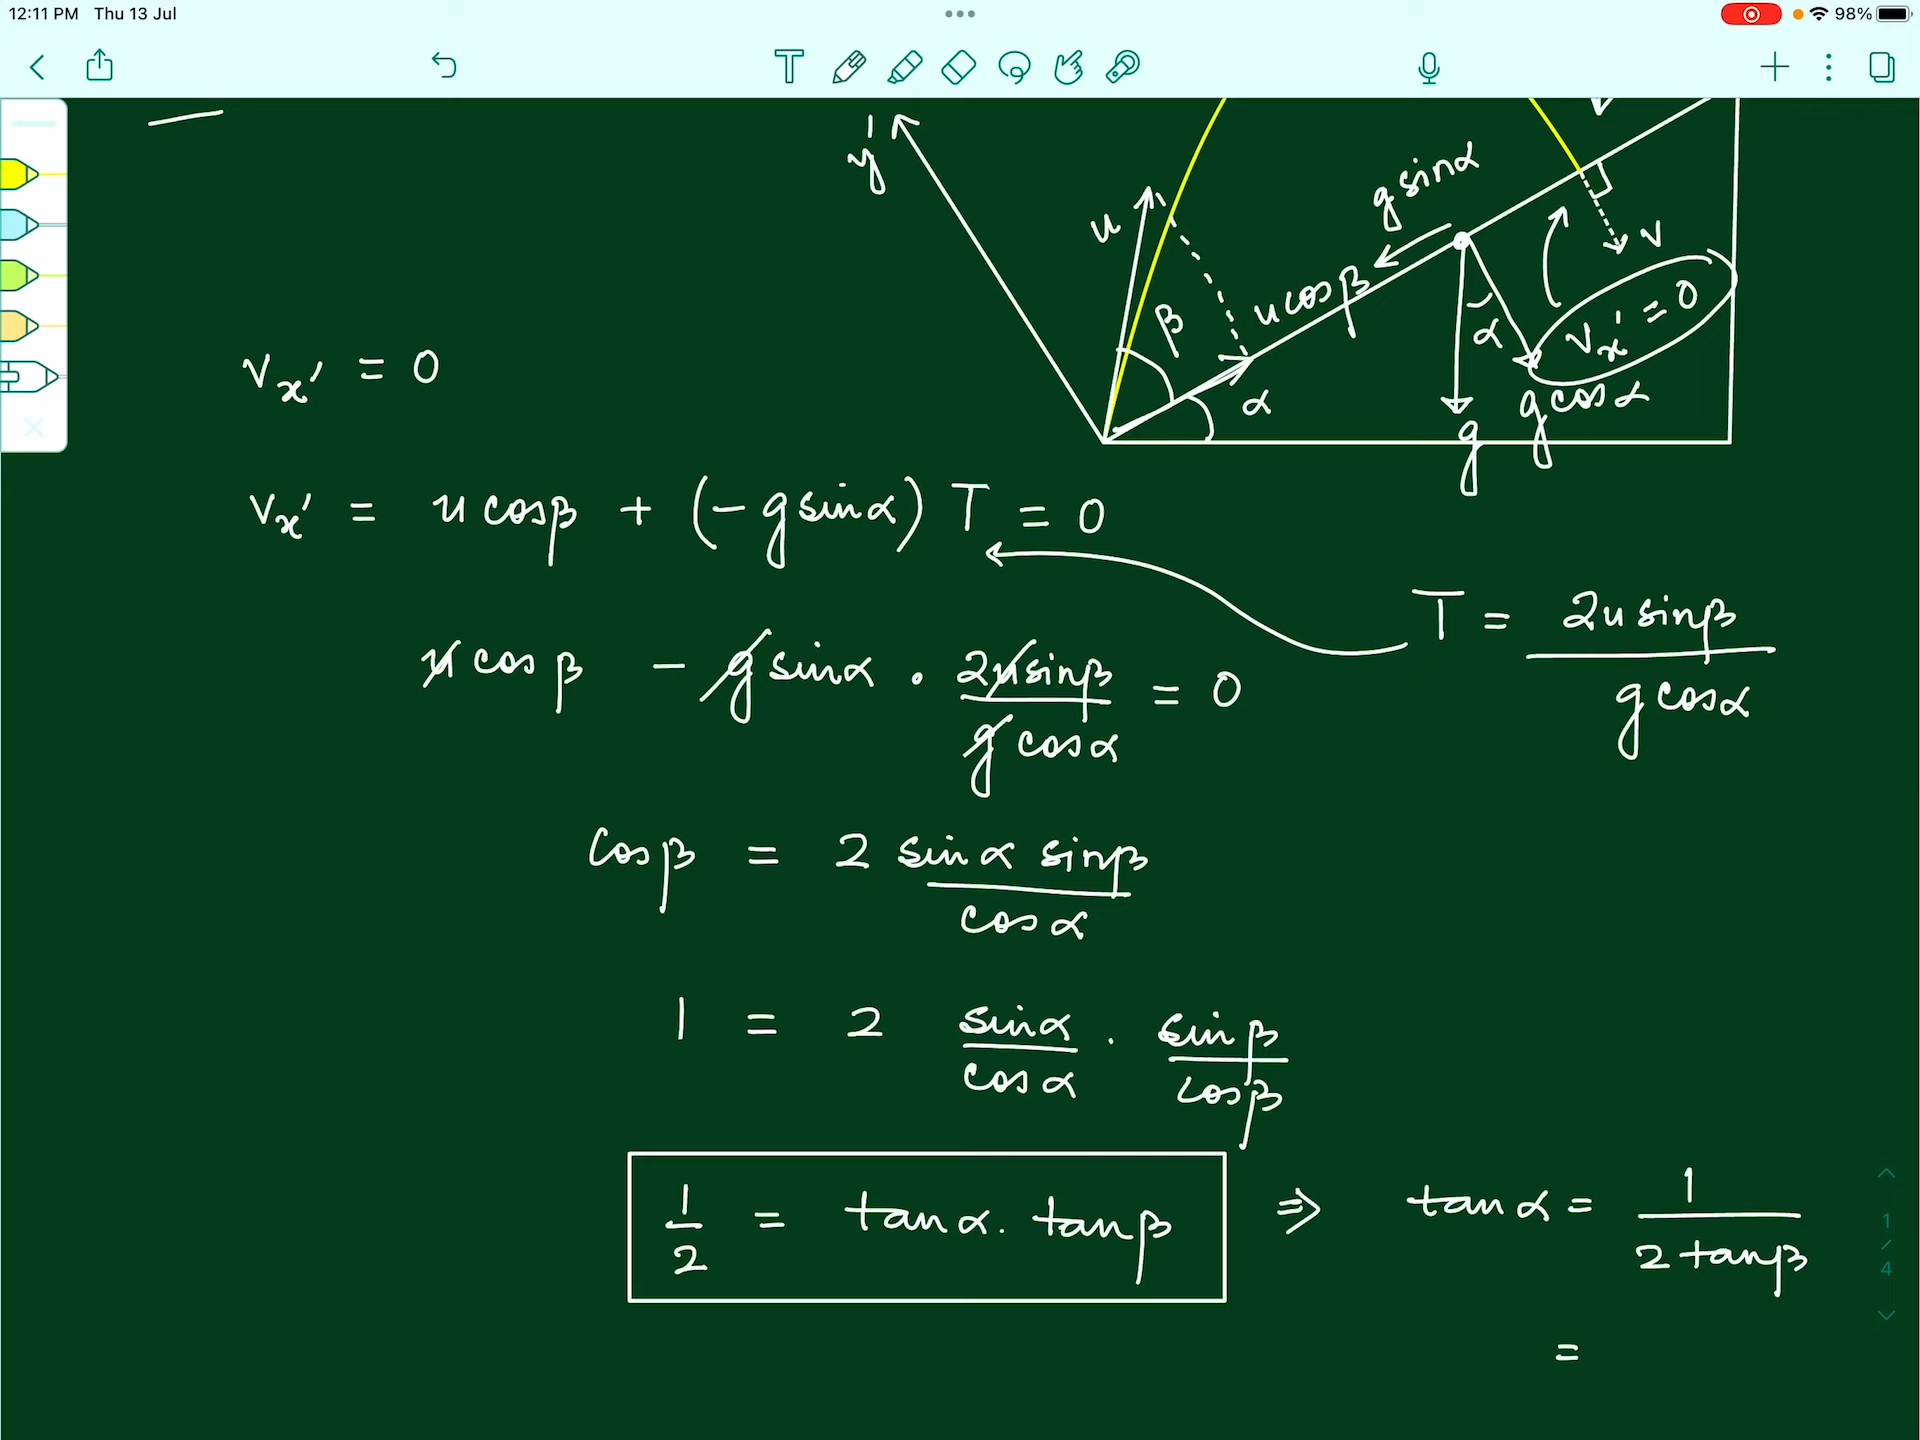 12:11 PM Thu 13 Jul
98%
y'
u
β
u cosβ
g sinα
v
α
α
g
g cosα
vx' = 0
vx' = 0
vx' = u cosβ + (-g sinα) T = 0
T = 2u sinβ / g cosα
u cosβ - g sinα · 2u sinβ / g cosα = 0
cosβ = 2 sinα sinβ / cosα
1 = 2 sinα / cosα · sinβ / cosβ
1/2 = tanα. tanβ ⇒ tanα = 1 / 2 tanβ
=
1 / 4